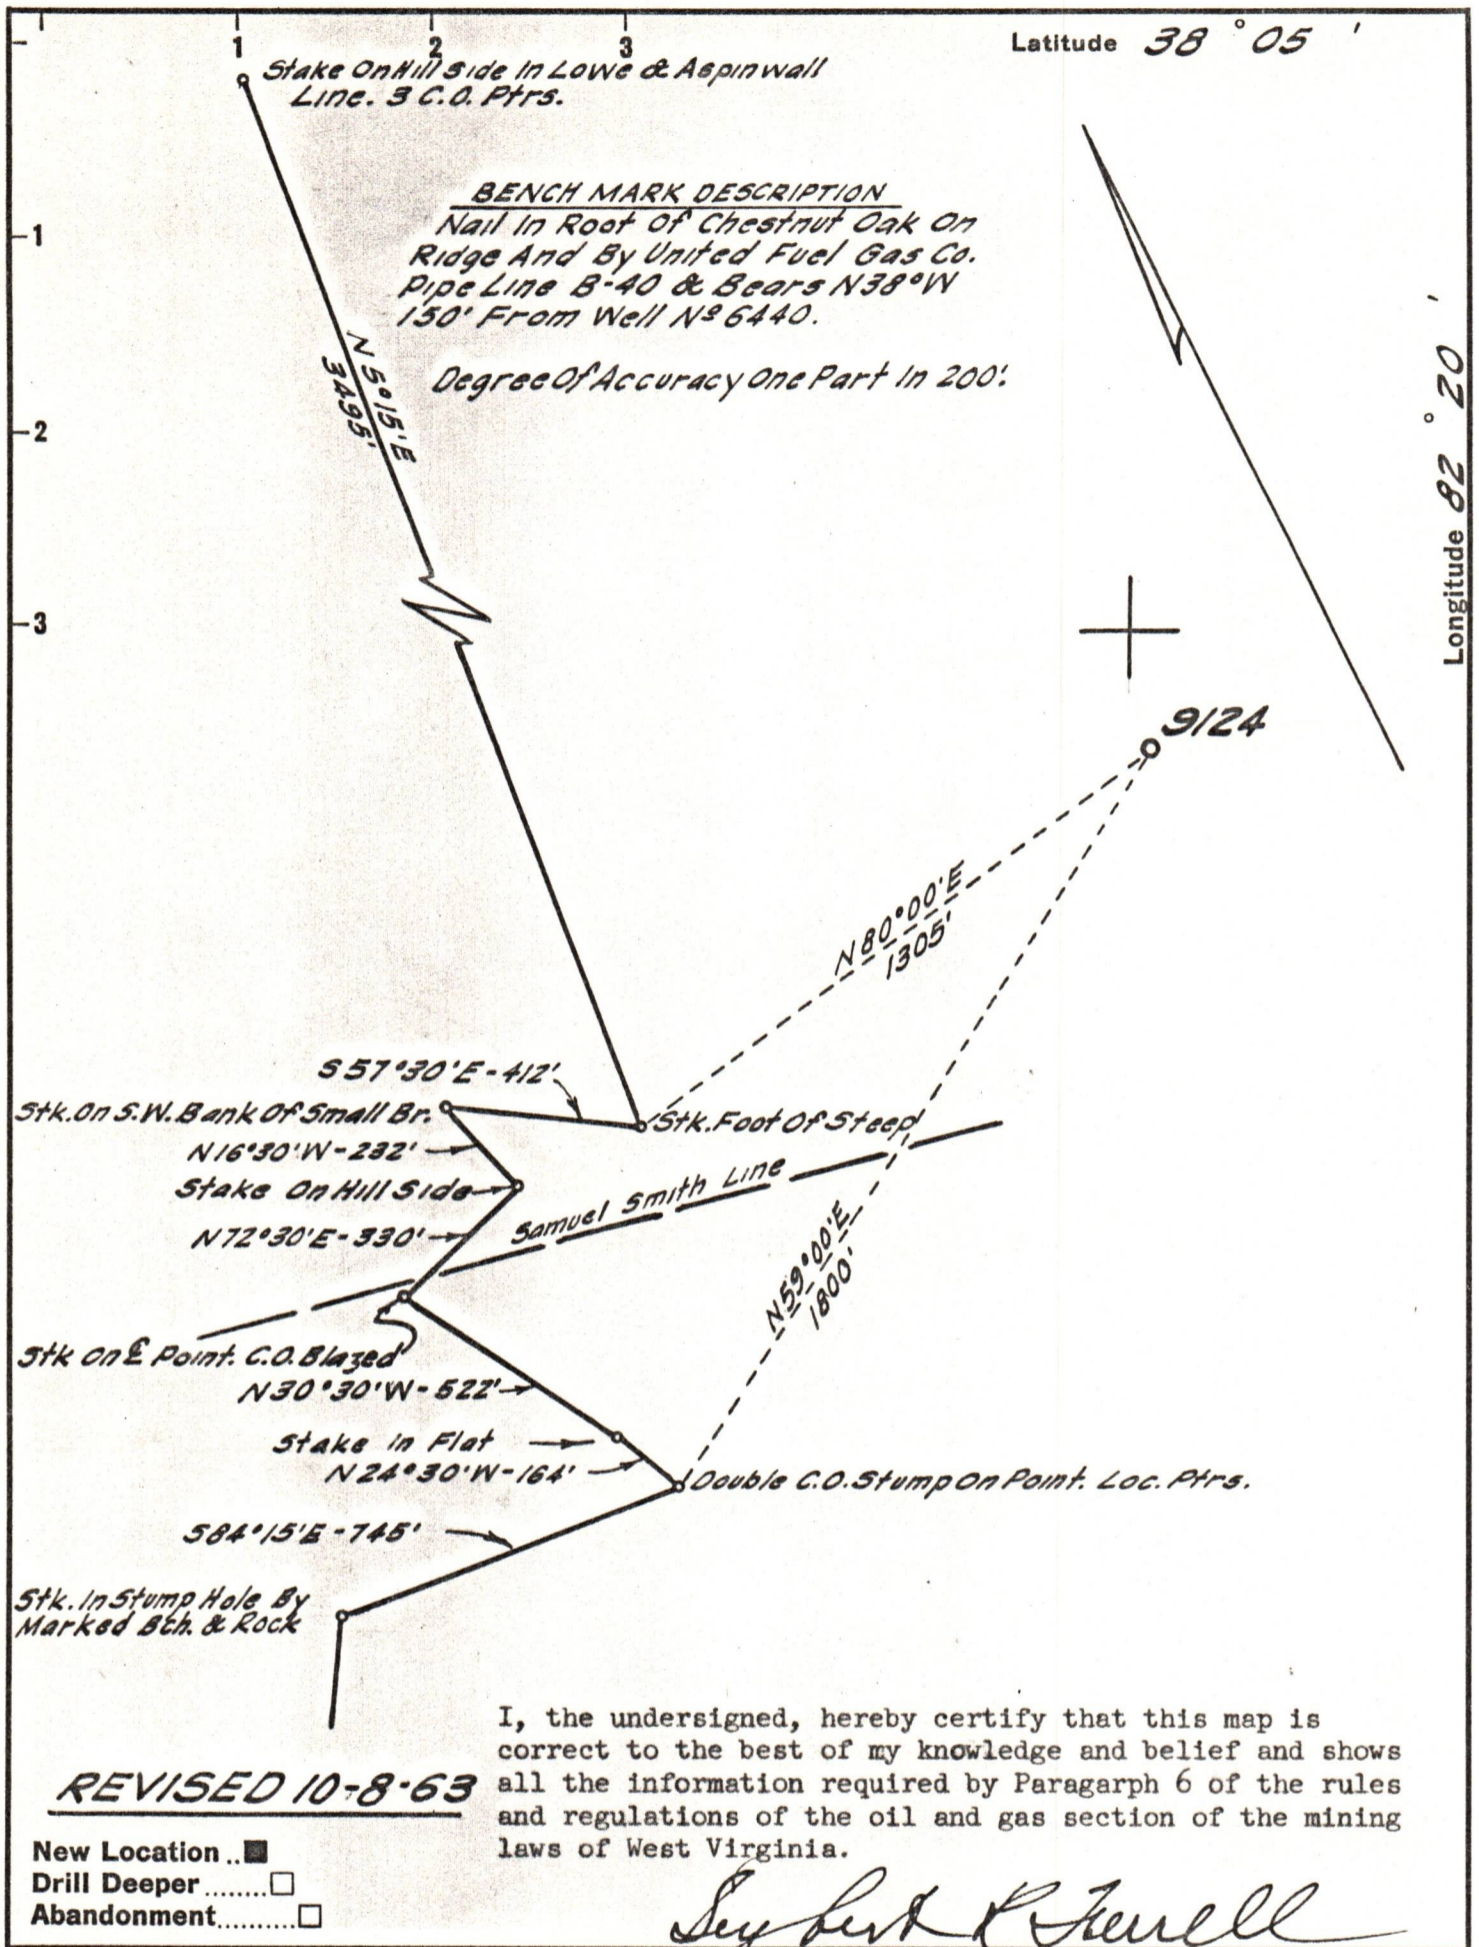 1 2 3
Latitude 38° 05'
Stake On Hill Side In Lowe & Aspinwall
Line. 3 C.O. Ptrs.
BENCH MARK DESCRIPTION
Nail In Root Of Chestnut Oak On
Ridge And By United Fuel Gas Co.
Pipe Line B-40 & Bears N38°W
150' From Well Nº 6440.
Degree Of Accuracy One Part In 200'.
1
2
3
N5°15'E
3495'
Longitude 82° 20'
9124
N80°00'E
1305'
S57°30'E-412'
Stk. On S.W. Bank Of Small Br.
Stk. Foot Of Steep
N16°30'W-232'
Stake On Hill Side
Samuel Smith Line
N72°30'E-330'
N59°00'E
1800'
Stk On ℄ Point. C.O. Blazed
N30°30'W-522'
Stake In Flat
N24°30'W-164'
Double C.O. Stump On Point. Loc. Ptrs.
S84°15'E-745'
Stk. In Stump Hole By
Marked Bch. & Rock
I, the undersigned, hereby certify that this map is
correct to the best of my knowledge and belief and shows
all the information required by Paragarph 6 of the rules
and regulations of the oil and gas section of the mining
laws of West Virginia.
REVISED 10-8-63
New Location..■
Drill Deeper........□
Abandonment..........□